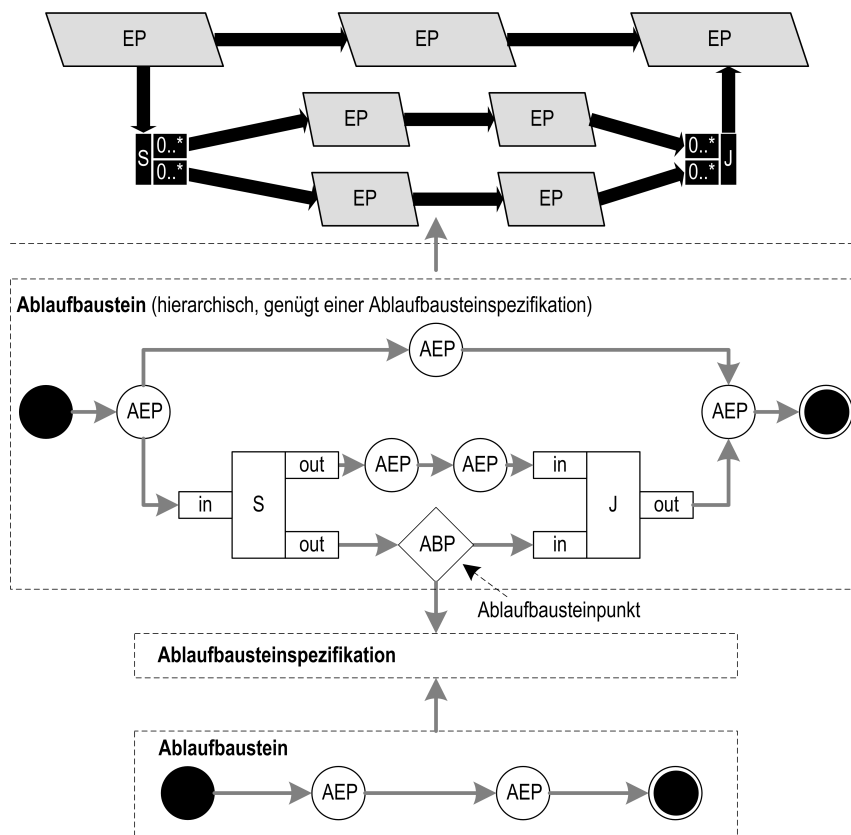 EP EP EP
EP EP
S 0..* 0..* J
0..* 0..*
EP EP
Ablaufbaustein (hierarchisch, genügt einer Ablaufbausteinspezifikation)
AEP
AEP AEP
out AEP AEP in
in S J out
out ABP in
Ablaufbausteinpunkt
Ablaufbausteinspezifikation
Ablaufbaustein
AEP AEP